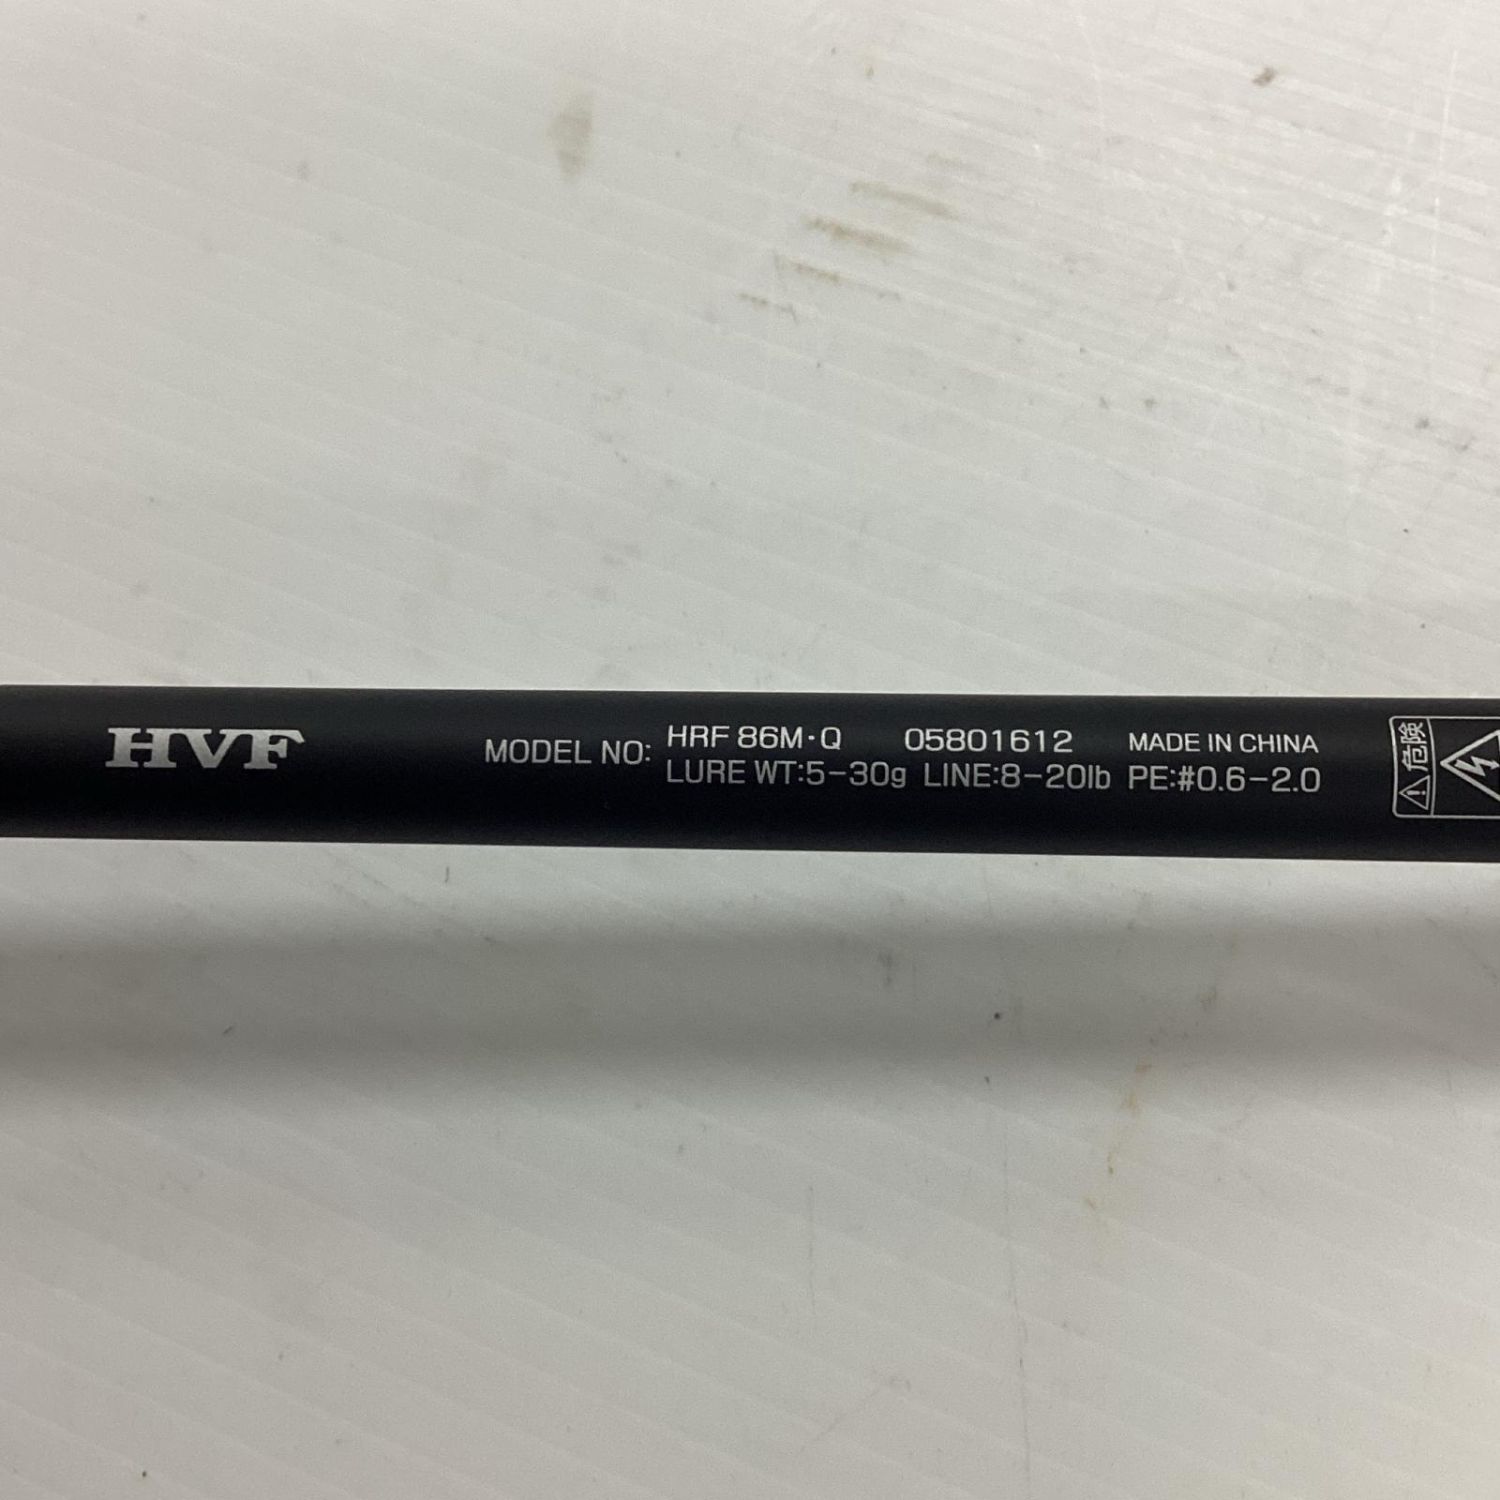 HVF
MODEL NO: HRF 86M・Q 05801612 MADE IN CHINA
LURE WT:5-30g LINE:8-20lb PE:#0.6-2.0
危険